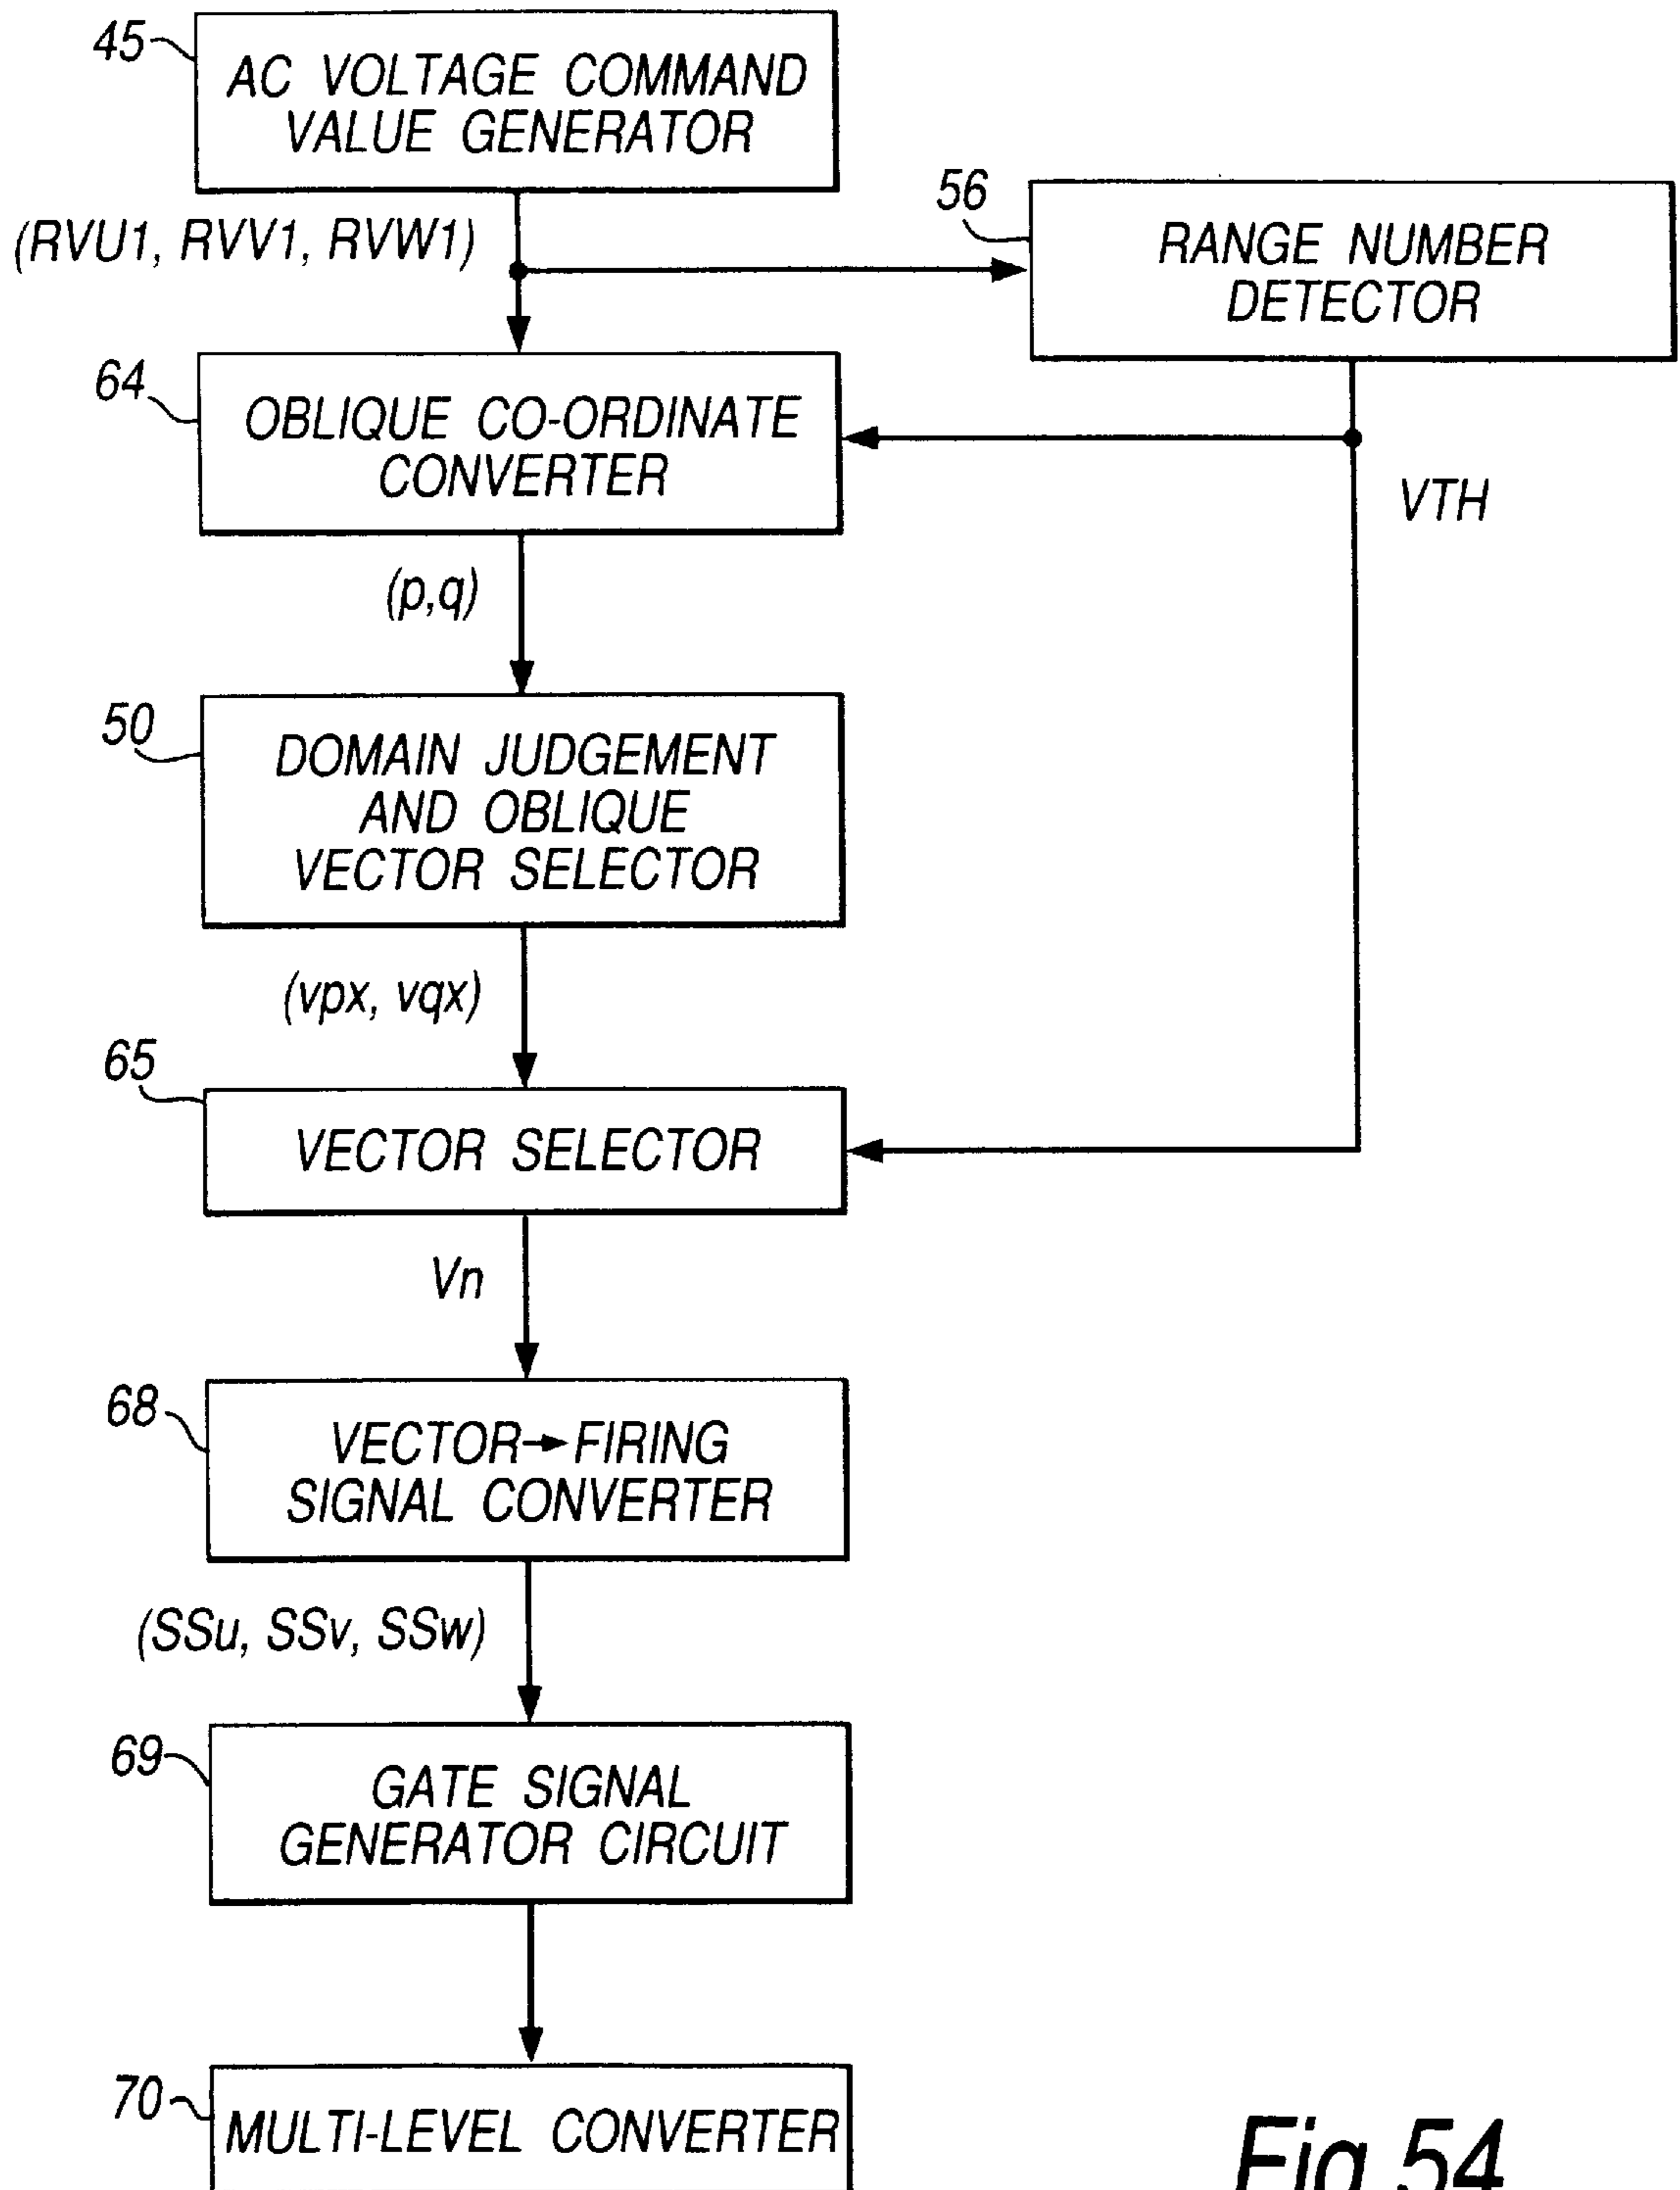 45
AC VOLTAGE COMMAND
VALUE GENERATOR
(RVU1, RVV1, RVW1)
56
RANGE NUMBER
DETECTOR
64
OBLIQUE CO-ORDINATE
CONVERTER
VTH
(p,q)
50
DOMAIN JUDGEMENT
AND OBLIQUE
VECTOR SELECTOR
(vpx, vqx)
65
VECTOR SELECTOR
Vn
68
VECTOR→FIRING
SIGNAL CONVERTER
(SSu, SSv, SSw)
69
GATE SIGNAL
GENERATOR CIRCUIT
70
MULTI-LEVEL CONVERTER
Fig.54